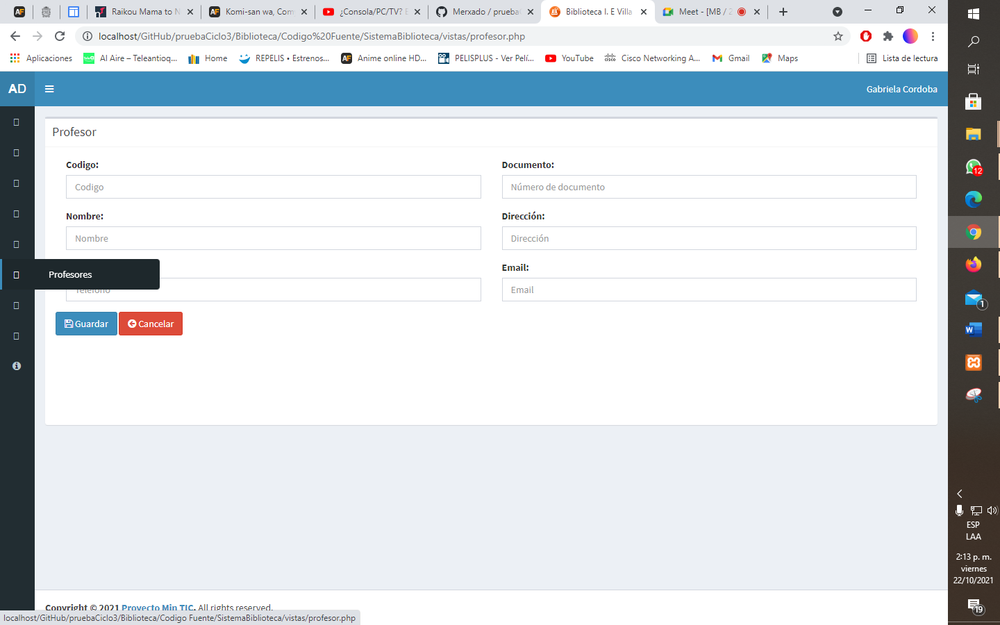 Raikou Mama to N
Komi-san wa, Com
¿Consola/PC/TV? E
Merxado / prueba
Biblioteca I. E Villa
Meet - [MB / 2
localhost/GitHub/pruebaCiclo3/Biblioteca/Codigo%20Fuente/SistemaBiblioteca/vistas/profesor.php
Aplicaciones
Al Aire – Teleantioq...
Home
REPELIS • Estrenos...
Anime online HD...
PELISPLUS - Ver Pelí...
YouTube
Cisco Networking A...
Gmail
Maps
Lista de lectura
AD
Gabriela Cordoba
Profesor
Codigo:
Codigo
Documento:
Número de documento
Nombre:
Nombre
Dirección:
Dirección
Profesores
Teléfono
Email:
Email
Guardar
Cancelar
Copyright © 2021 Proyecto Min TIC. All rights reserved.
localhost/GitHub/pruebaCiclo3/Biblioteca/Codigo Fuente/SistemaBiblioteca/vistas/profesor.php
12
1
ESP
LAA
2:13 p. m.
viernes
22/10/2021
19